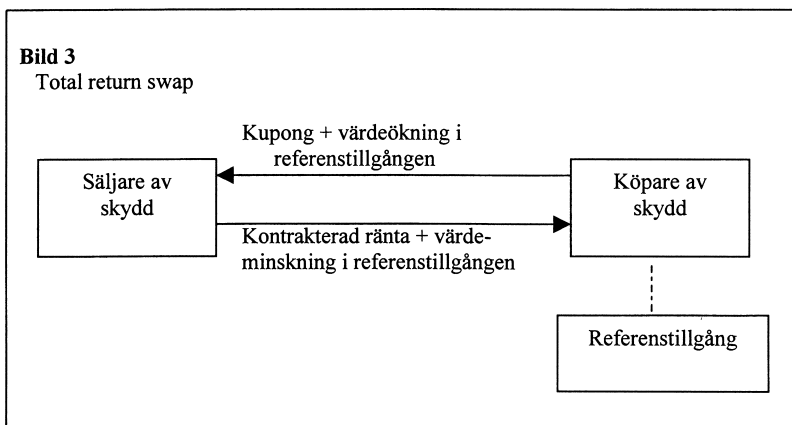 Bild 3
Total return swap
Kupong + värdeökning i
referenstillgången
Säljare av
skydd
Köpare av
skydd
Kontrakterad ränta + värde-
minskning i referenstillgången
Referenstillgång